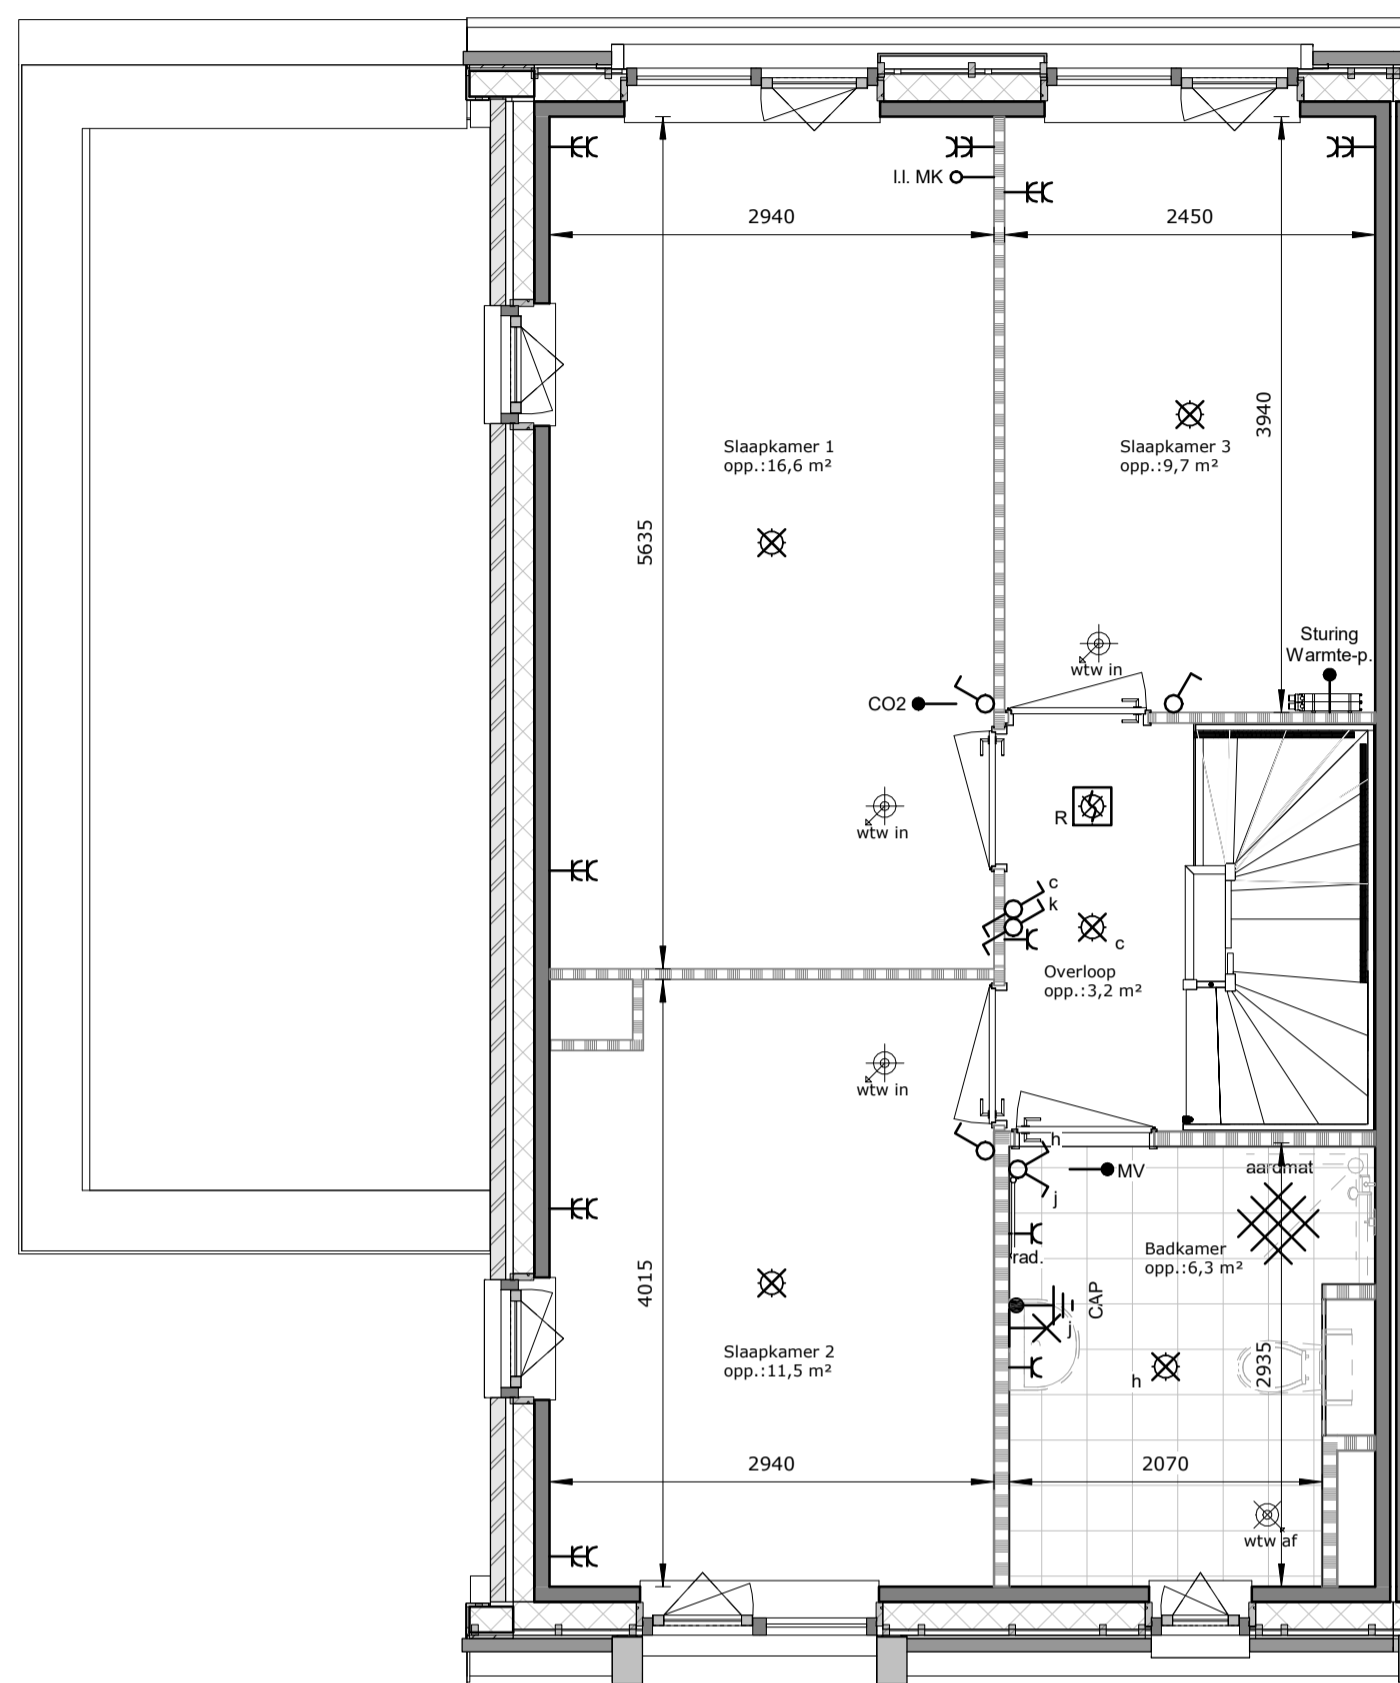 I.I. MK
2940
2450
3940
Slaapkamer 1
opp.:16,6 m²
Slaapkamer 3
opp.:9,7 m²
5635
Sturing
Warmte-p.
wtw in
CO2
R
wtw in
c
k
c
Overloop
opp.:3,2 m²
wtw in
h
MV
aardmat
j
Badkamer
opp.:6,3 m²
rad.
4015
CAP
j
Slaapkamer 2
opp.:11,5 m²
2935
h
2940
2070
wtw af